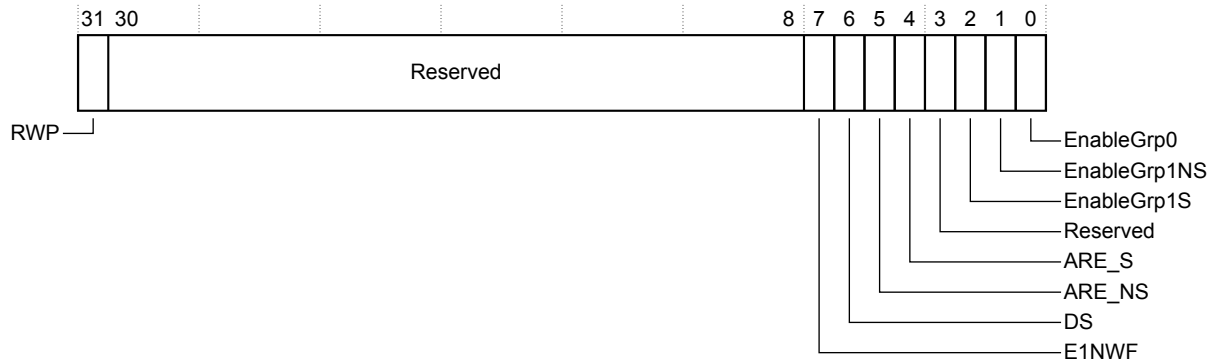 31 30 8 7 6 5 4 3 2 1 0
Reserved
RWP
EnableGrp0
EnableGrp1NS
EnableGrp1S
Reserved
ARE_S
ARE_NS
DS
E1NWF